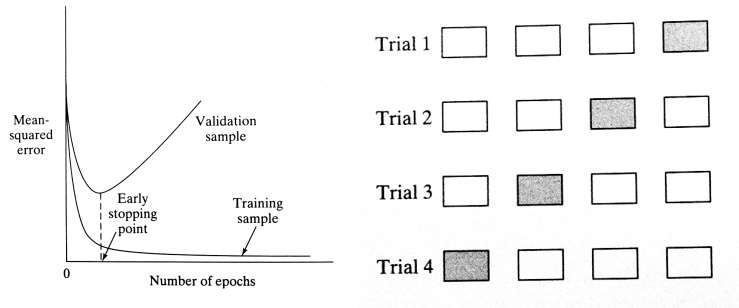 Mean-
squared
error
Validation
sample
Early
stopping
point
Training
sample
0
Number of epochs
Trial 1
Trial 2
Trial 3
Trial 4